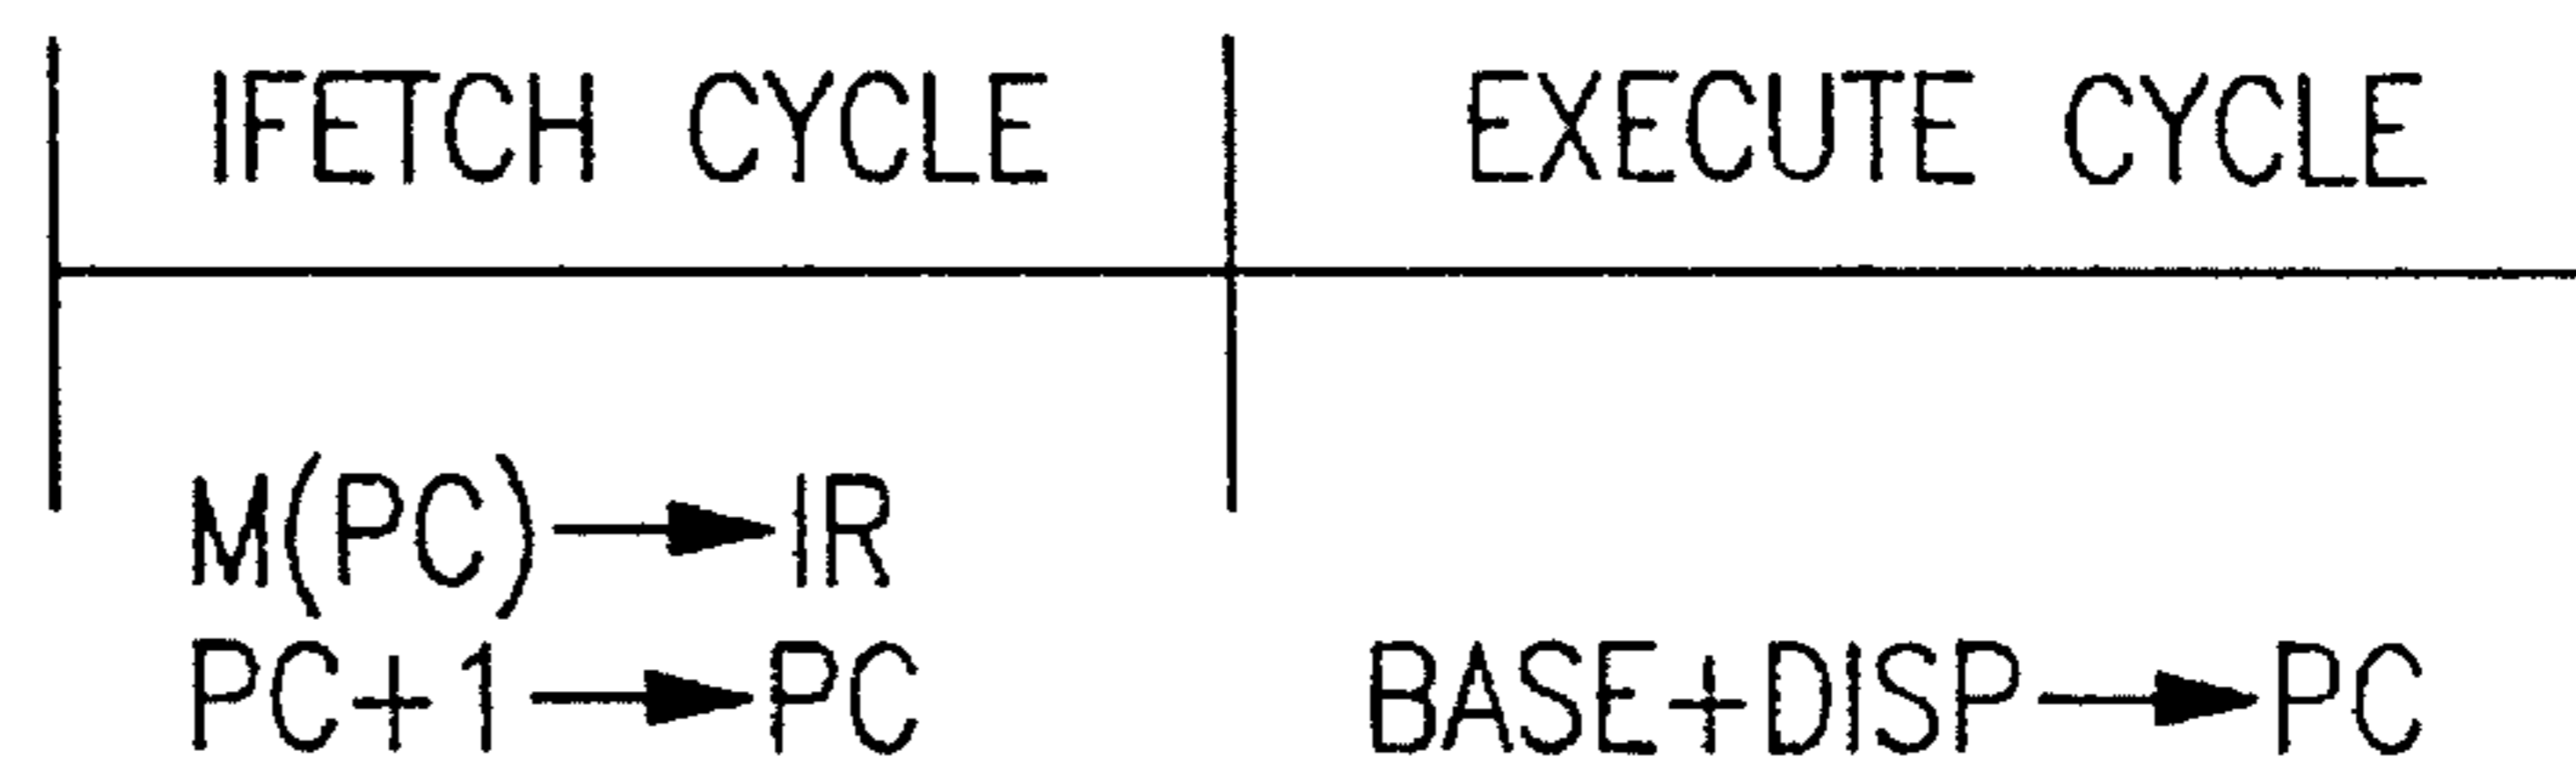 IFETCH CYCLE EXECUTE CYCLE
M(PC)→IR
PC+1→PC BASE+DISP→PC